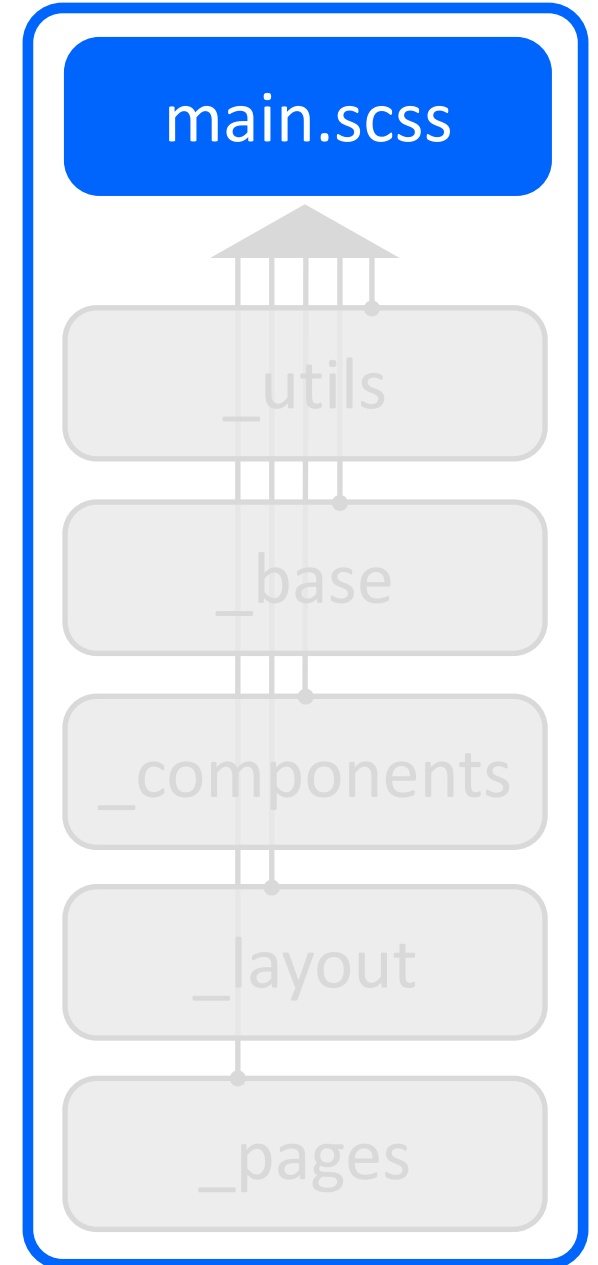 main.scss
_utils
_base
_components
_layout
_pages